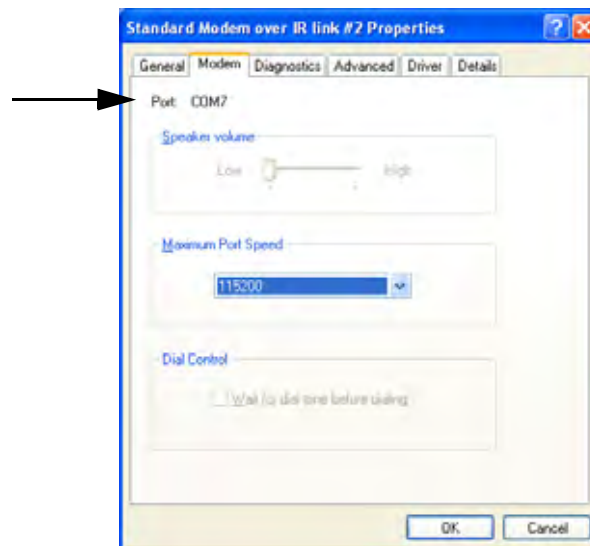 Standard Modem over IR link #2 Properties
General Modem Diagnostics Advanced Driver Details
Port: COM7
Speaker volume
Low High
Maximum Port Speed
115200
Dial Control
Wait for dial tone before dialing
OK Cancel